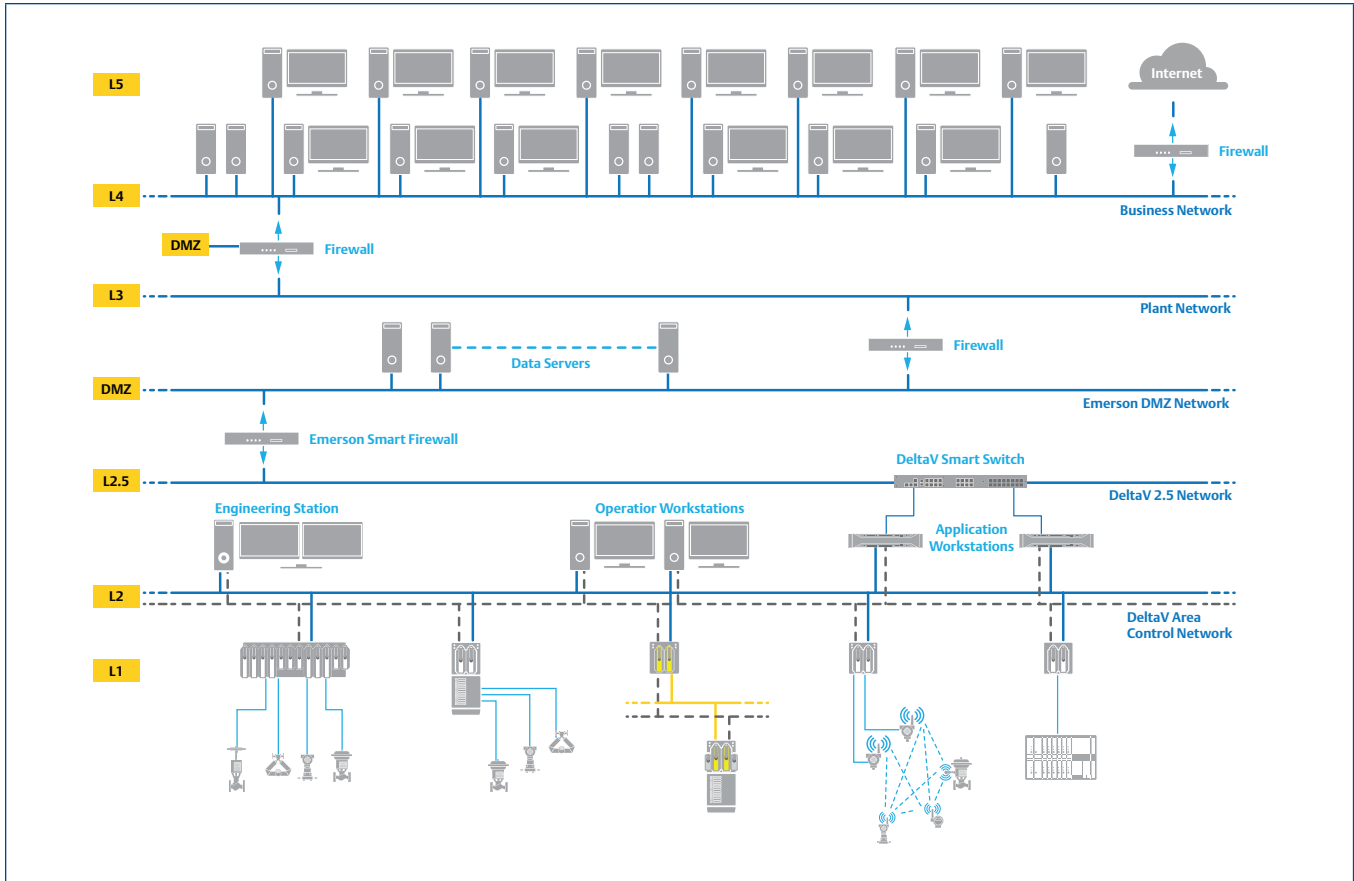 L5
Internet
Firewall
L4
Business Network
DMZ
Firewall
L3
Plant Network
Firewall
Data Servers
DMZ
Emerson DMZ Network
Emerson Smart Firewall
DeltaV Smart Switch
L2.5
DeltaV 2.5 Network
Engineering Station
Operatior Workstations
Application
Workstations
L2
DeltaV Area
Control Network
L1